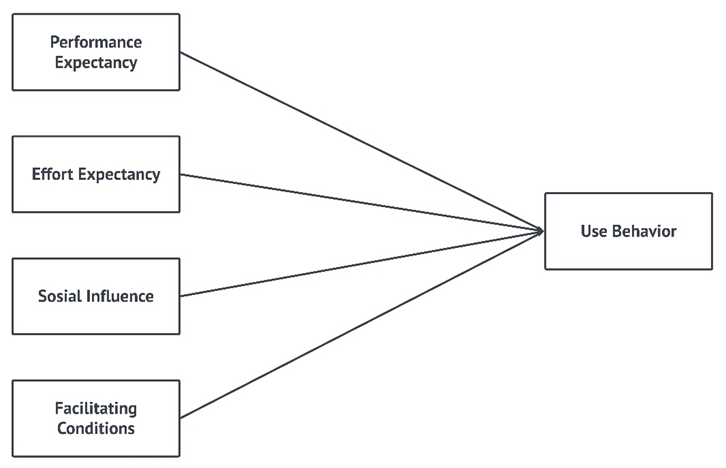 Performance
Expectancy
Effort Expectancy
Use Behavior
Sosial Influence
Facilitating
Conditions